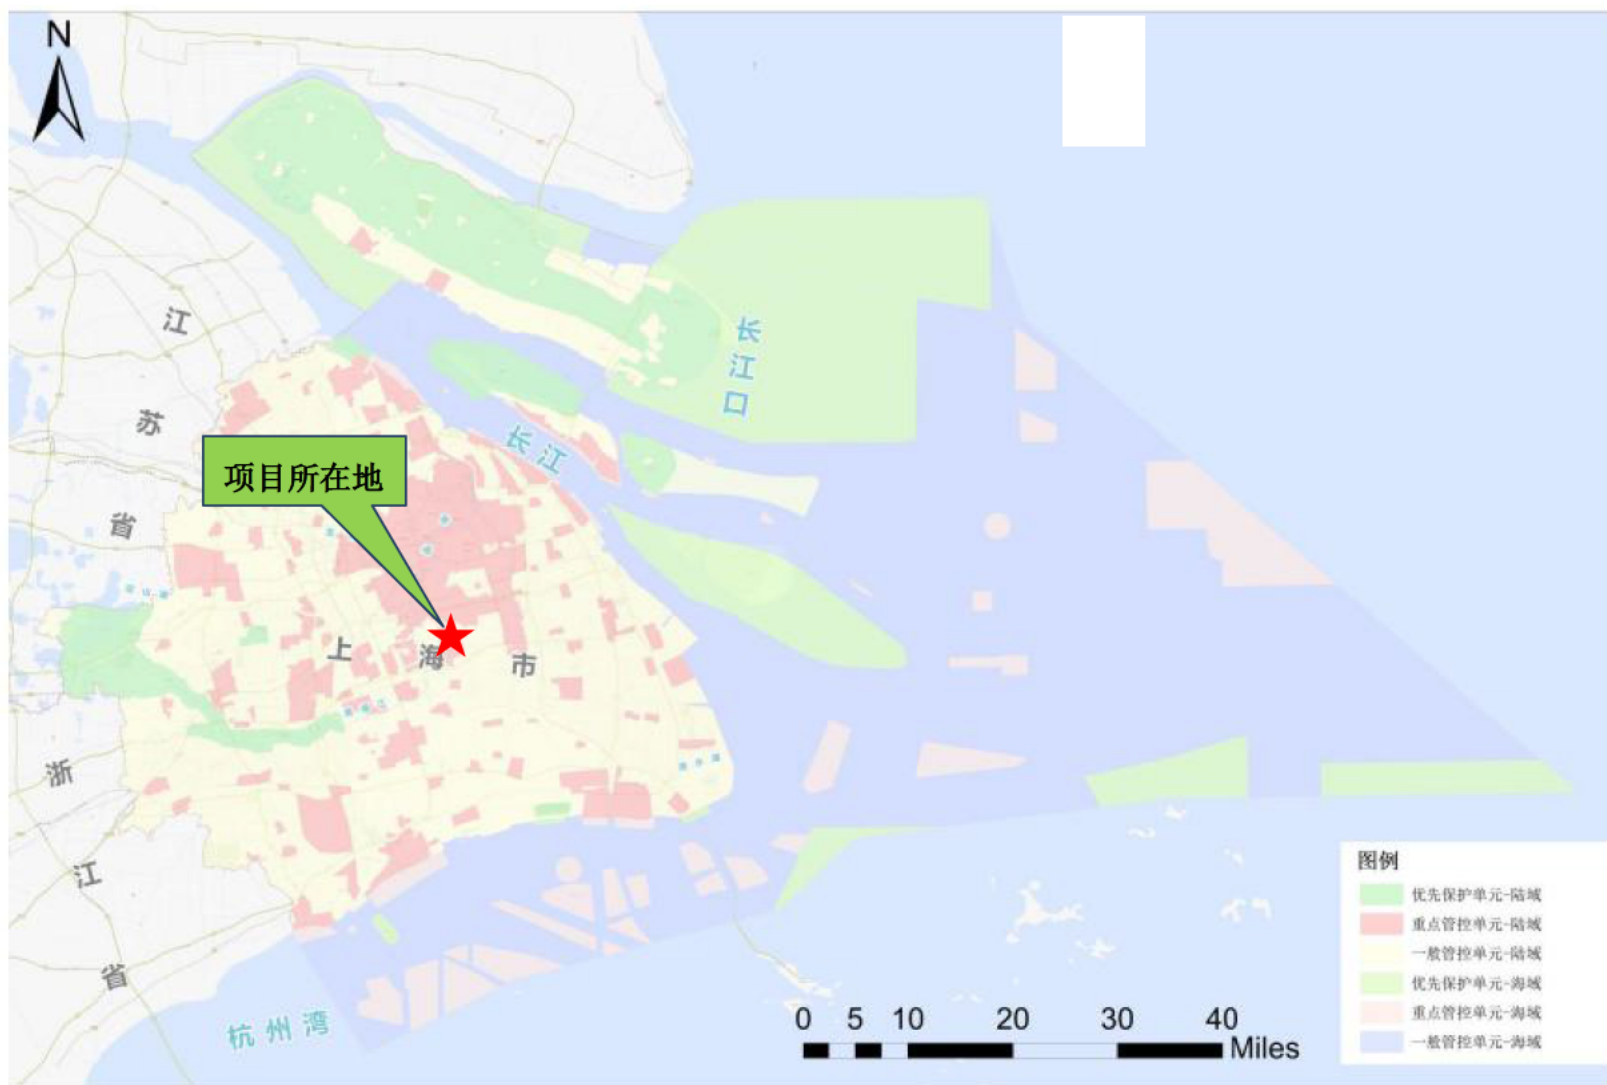 N
长江口
江苏省
长江
项目所在地
上海市
浙江省
杭州湾
0 5 10 20 30 40
Miles
图例
优先保护单元-陆域
重点管控单元-陆域
一般管控单元-陆域
优先保护单元-海域
重点管控单元-海域
一般管控单元-海域